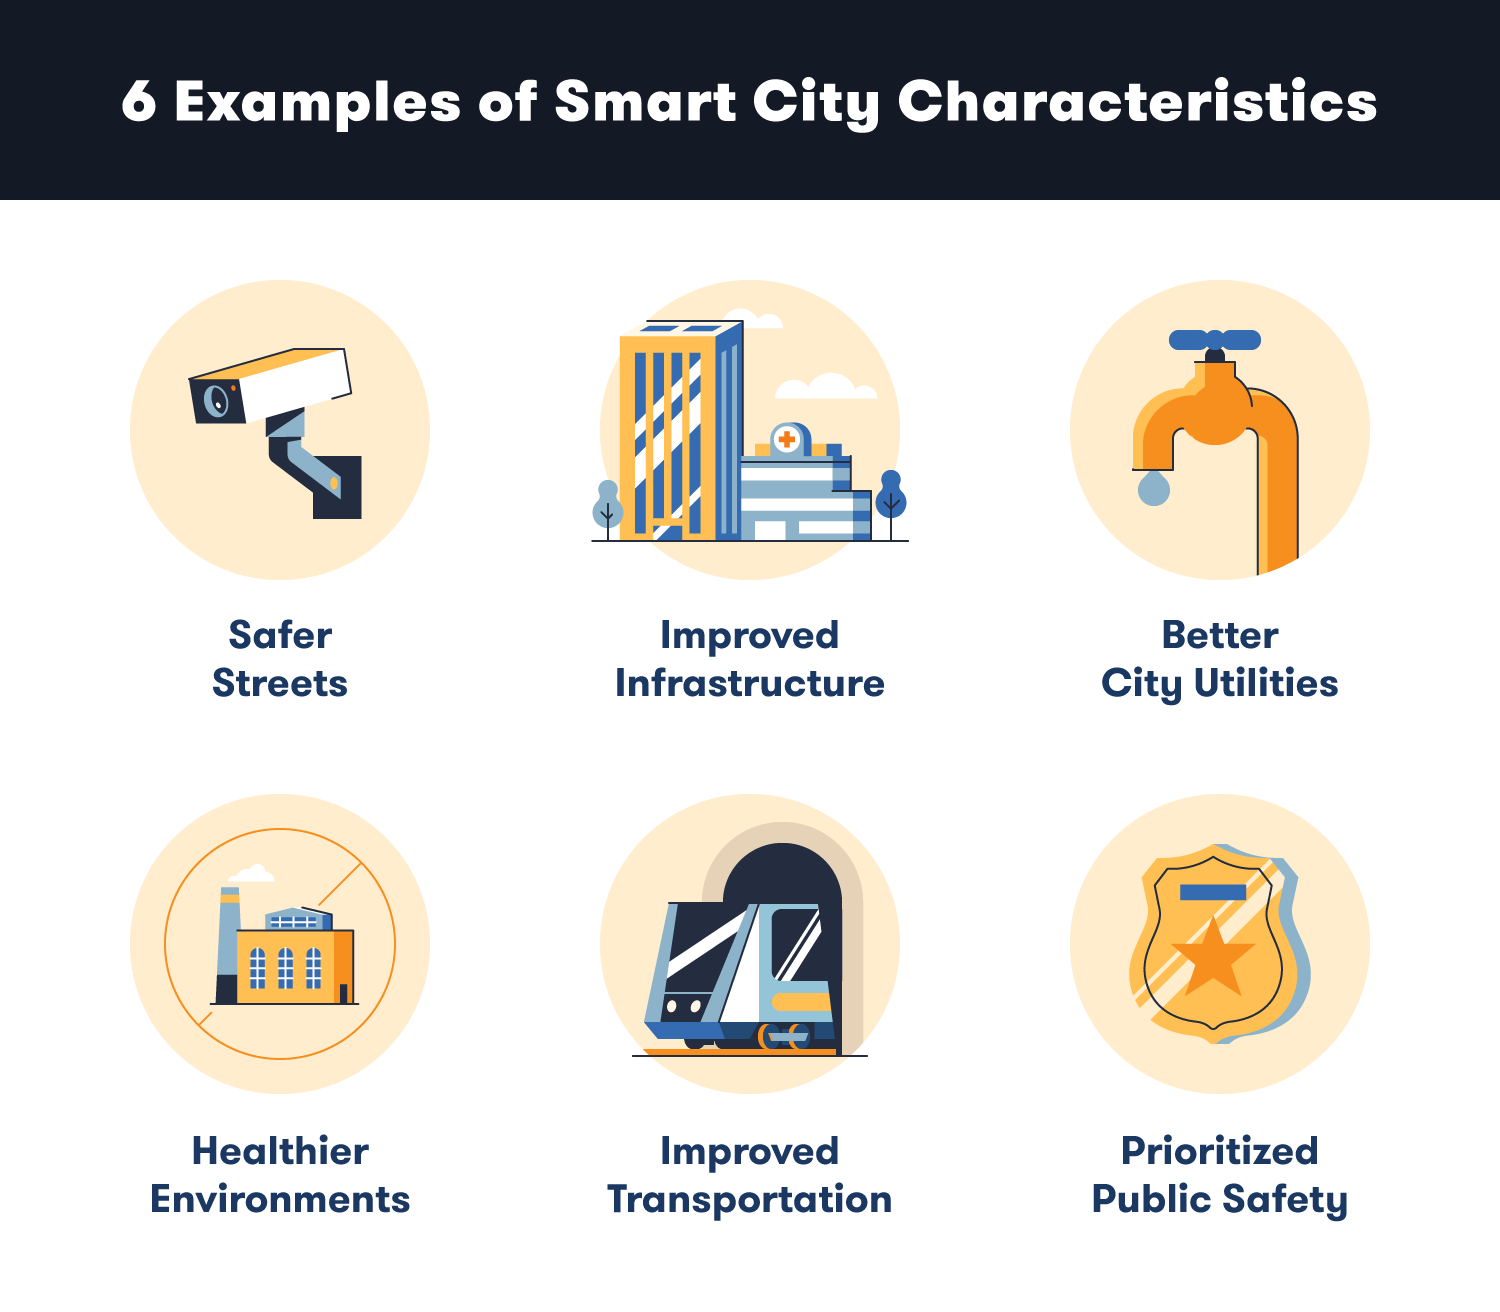 6 Examples of Smart City Characteristics
Safer
Streets
Improved
Infrastructure
Better
City Utilities
Healthier
Environments
Improved
Transportation
Prioritized
Public Safety